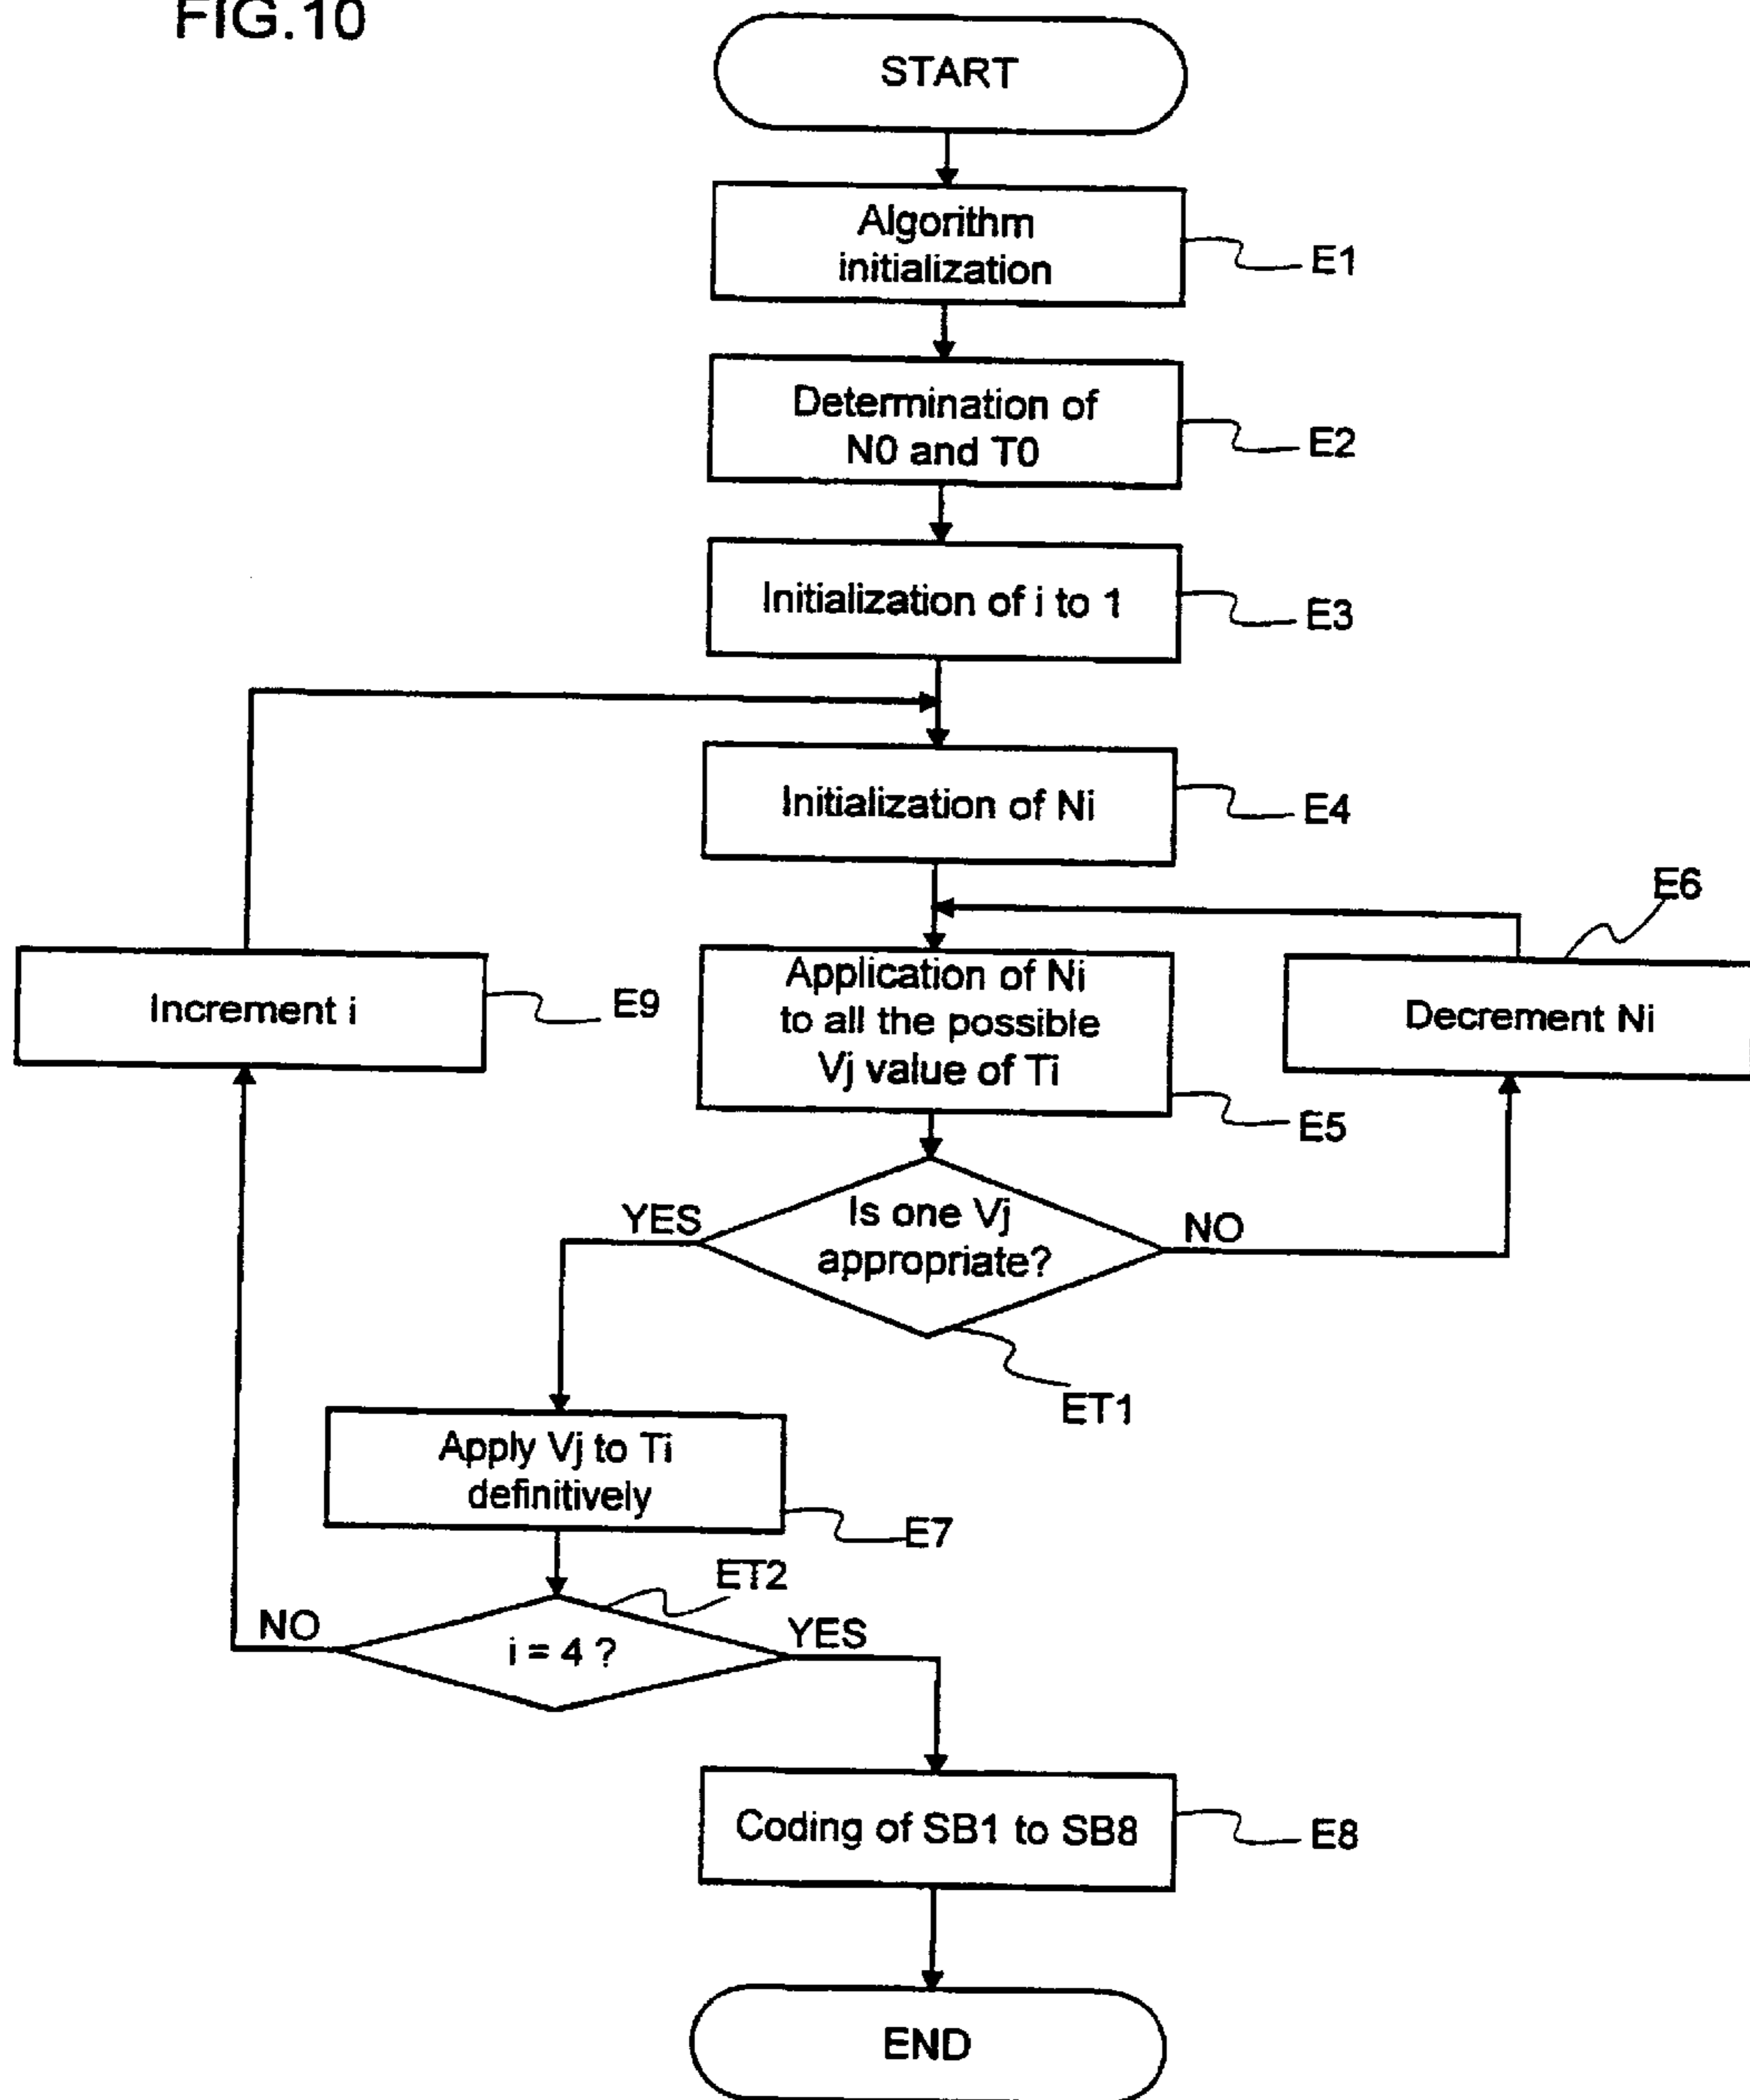 FIG.10
START
Algorithm
initialization
E1
Determination of
N0 and T0
E2
Initialization of i to 1
E3
Initialization of Ni
E4
E6
Increment i
E9
Application of Ni
to all the possible
Vj value of Ti
E5
Decrement Ni
Is one Vj
appropriate?
YES
NO
ET1
Apply Vj to Ti
definitively
E7
ET2
i = 4 ?
NO
YES
Coding of SB1 to SB8
E8
END